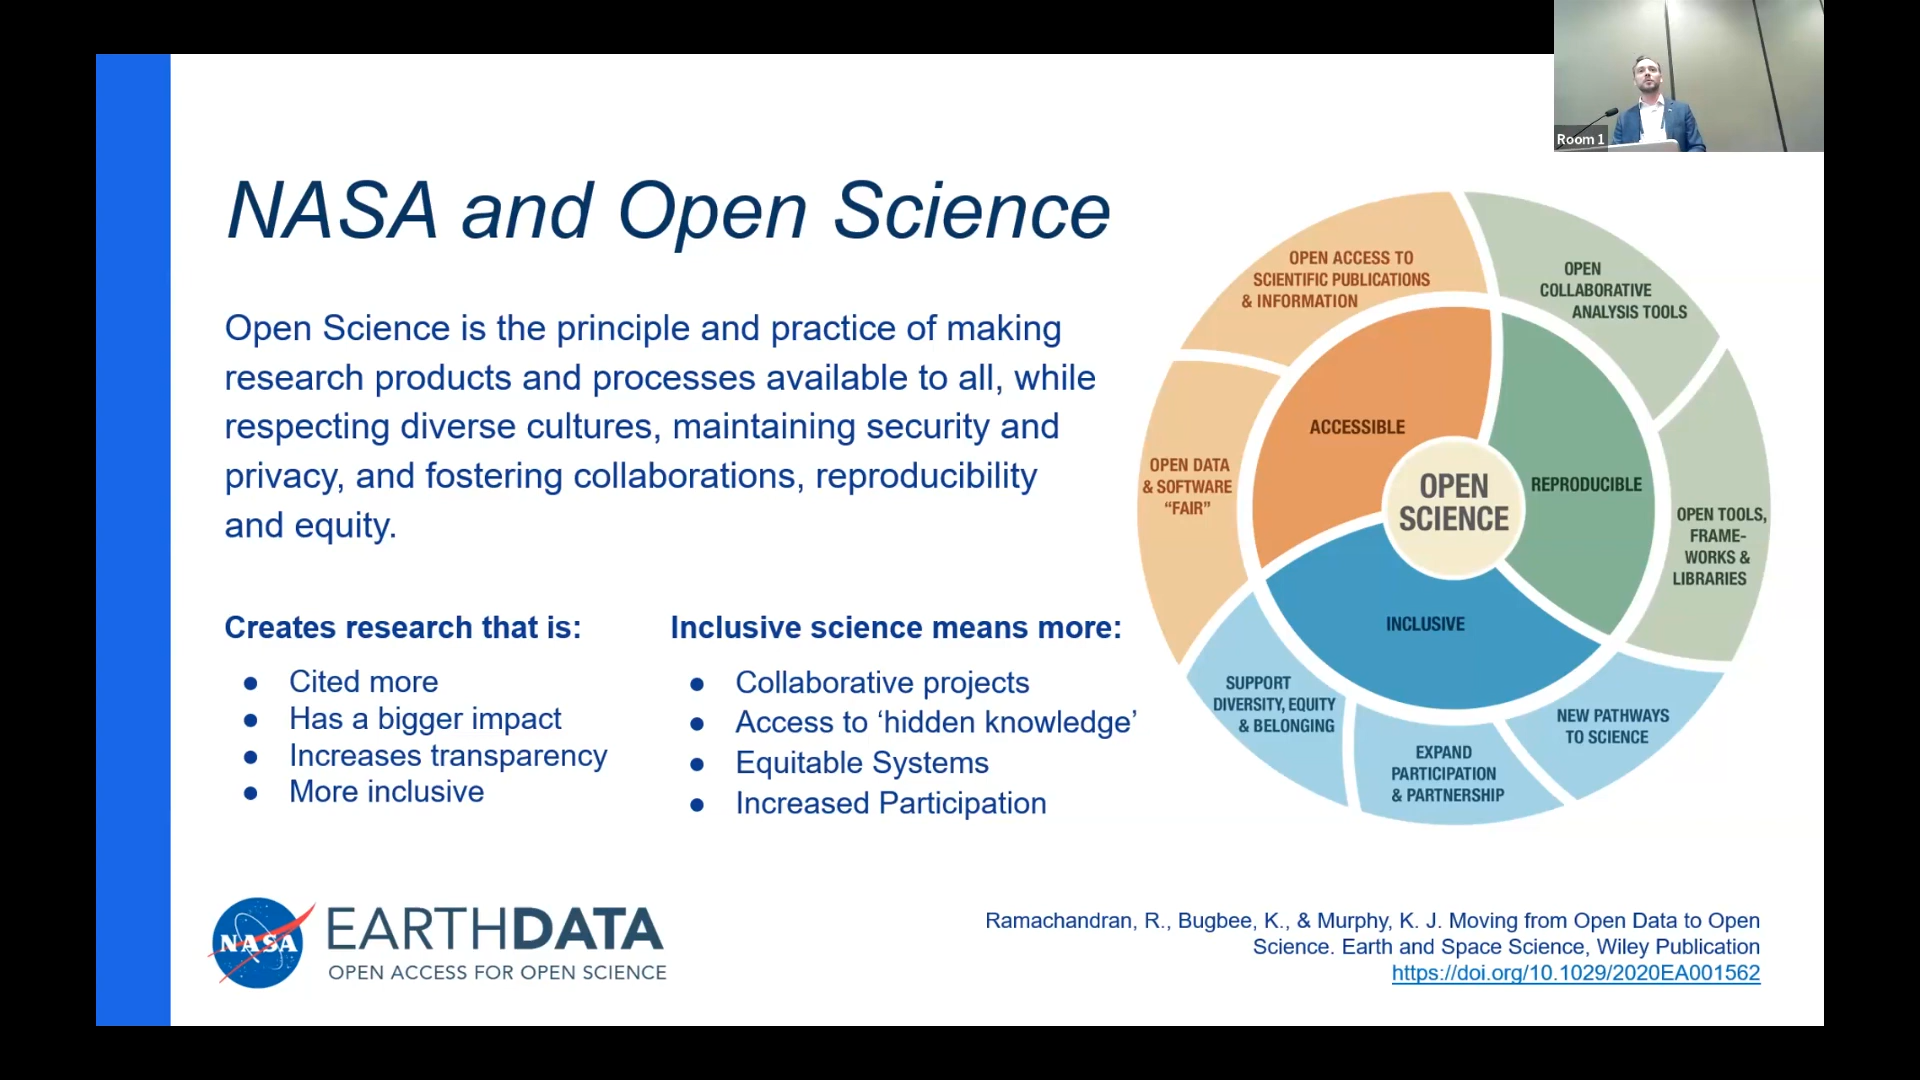 Room 1
NASA and Open Science
Open Science is the principle and practice of making
research products and processes available to all, while
respecting diverse cultures, maintaining security and
privacy, and fostering collaborations, reproducibility
and equity.
Creates research that is:
● Cited more
● Has a bigger impact
● Increases transparency
● More inclusive
Inclusive science means more:
● Collaborative projects
● Access to ‘hidden knowledge’
● Equitable Systems
● Increased Participation
OPEN ACCESS TO
SCIENTIFIC PUBLICATIONS
& INFORMATION
OPEN
COLLABORATIVE
ANALYSIS TOOLS
ACCESSIBLE
OPEN DATA
& SOFTWARE
“FAIR”
OPEN
SCIENCE
REPRODUCIBLE
OPEN TOOLS,
FRAME-
WORKS &
LIBRARIES
INCLUSIVE
SUPPORT
DIVERSITY, EQUITY
& BELONGING
EXPAND
PARTICIPATION
& PARTNERSHIP
NEW PATHWAYS
TO SCIENCE
NASA
EARTHDATA
OPEN ACCESS FOR OPEN SCIENCE
Ramachandran, R., Bugbee, K., & Murphy, K. J. Moving from Open Data to Open
Science. Earth and Space Science, Wiley Publication
https://doi.org/10.1029/2020EA001562